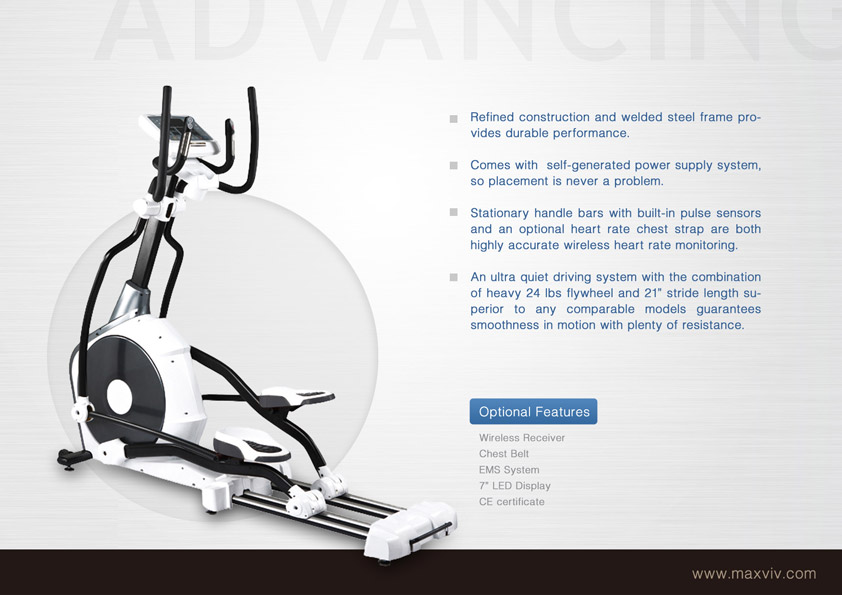 ADVANCING
Refined construction and welded steel frame pro-
vides durable performance.
Comes with self-generated power supply system,
so placement is never a problem.
Stationary handle bars with built-in pulse sensors
and an optional heart rate chest strap are both
highly accurate wireless heart rate monitoring.
An ultra quiet driving system with the combination
of heavy 24 lbs flywheel and 21" stride length su-
perior to any comparable models guarantees
smoothness in motion with plenty of resistance.
Optional Features
Wireless Receiver
Chest Belt
EMS System
7" LED Display
CE certificate
www.maxviv.com